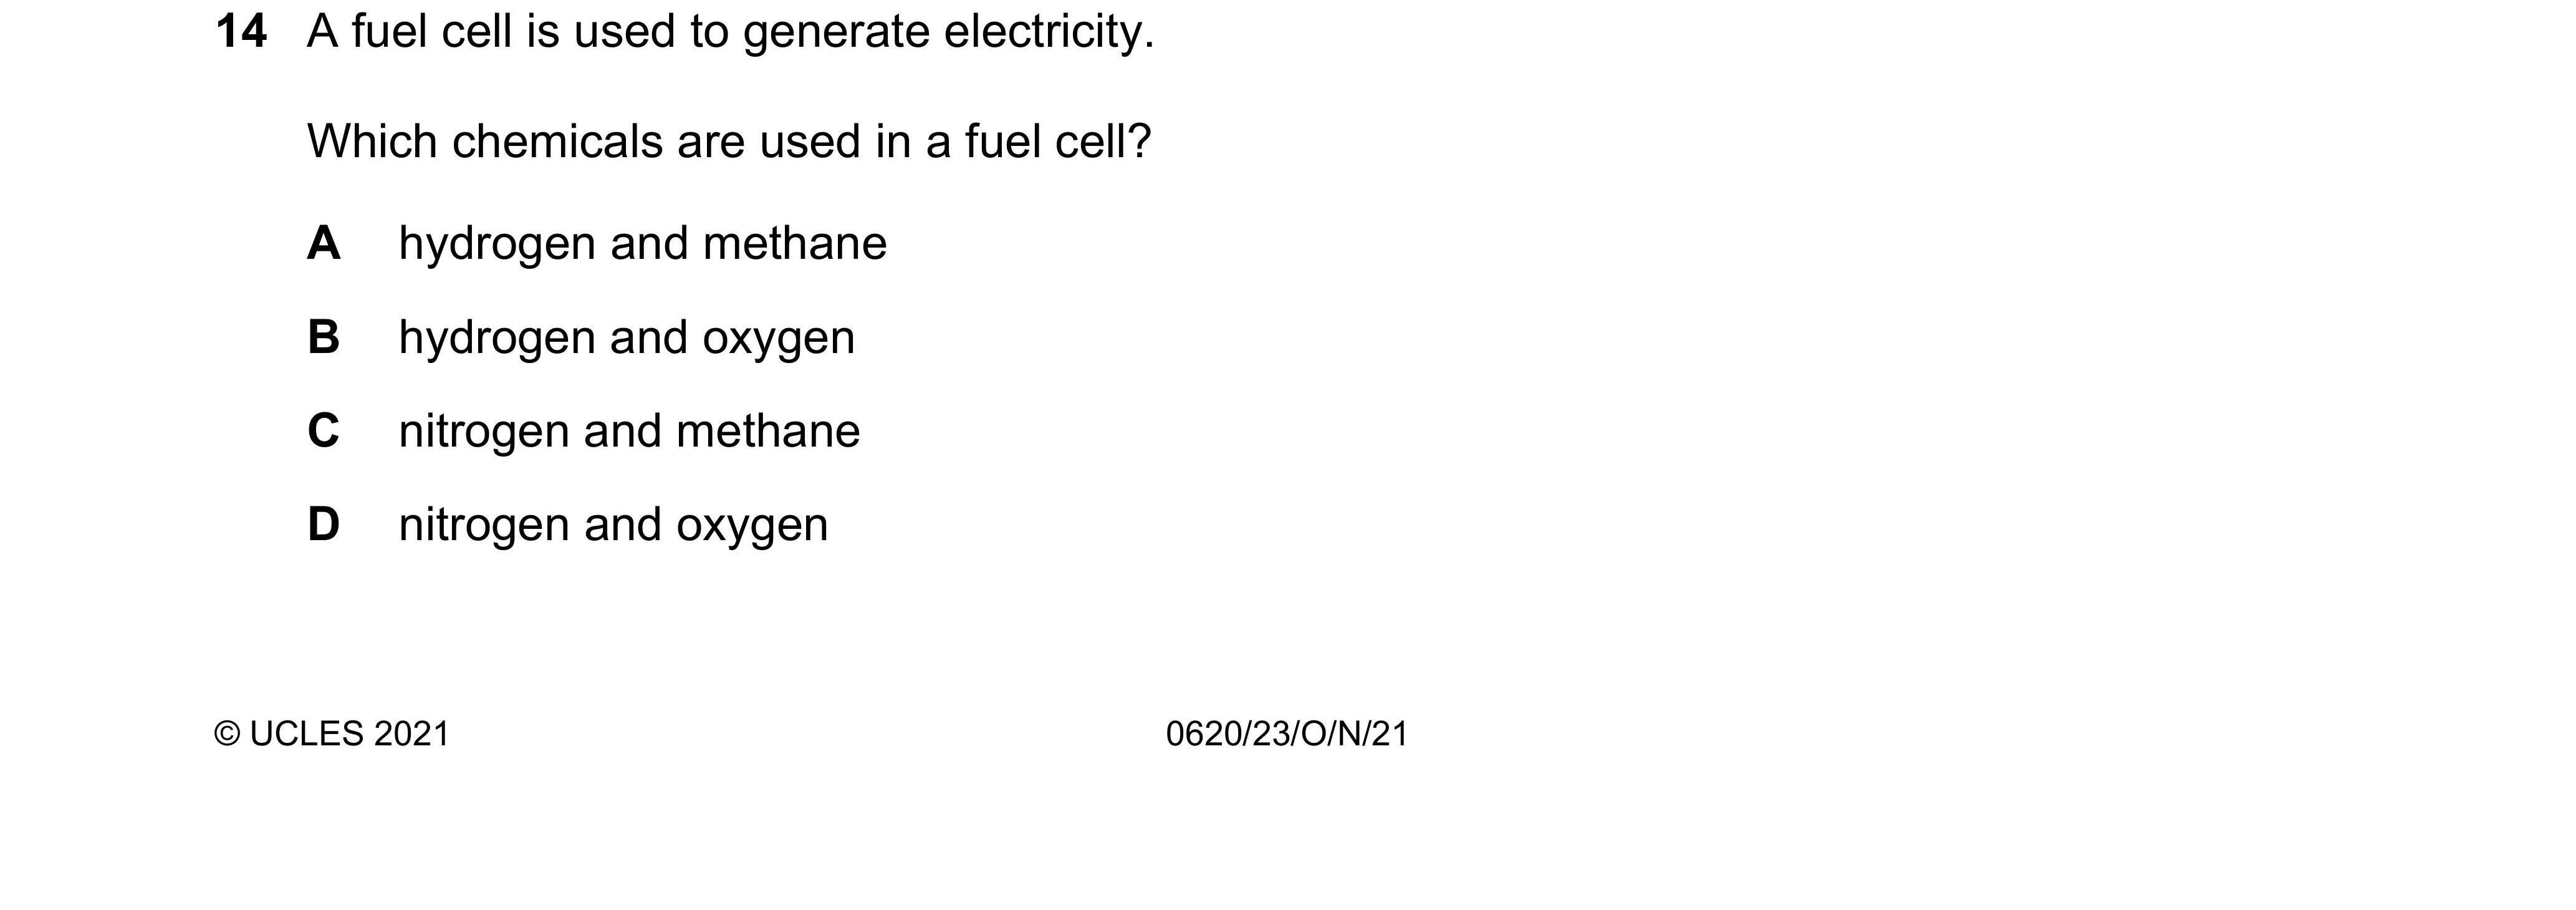 14 A fuel cell is used to generate electricity.
Which chemicals are used in a fuel cell?
A hydrogen and methane
B hydrogen and oxygen
C nitrogen and methane
D nitrogen and oxygen
© UCLES 2021 0620/23/O/N/21